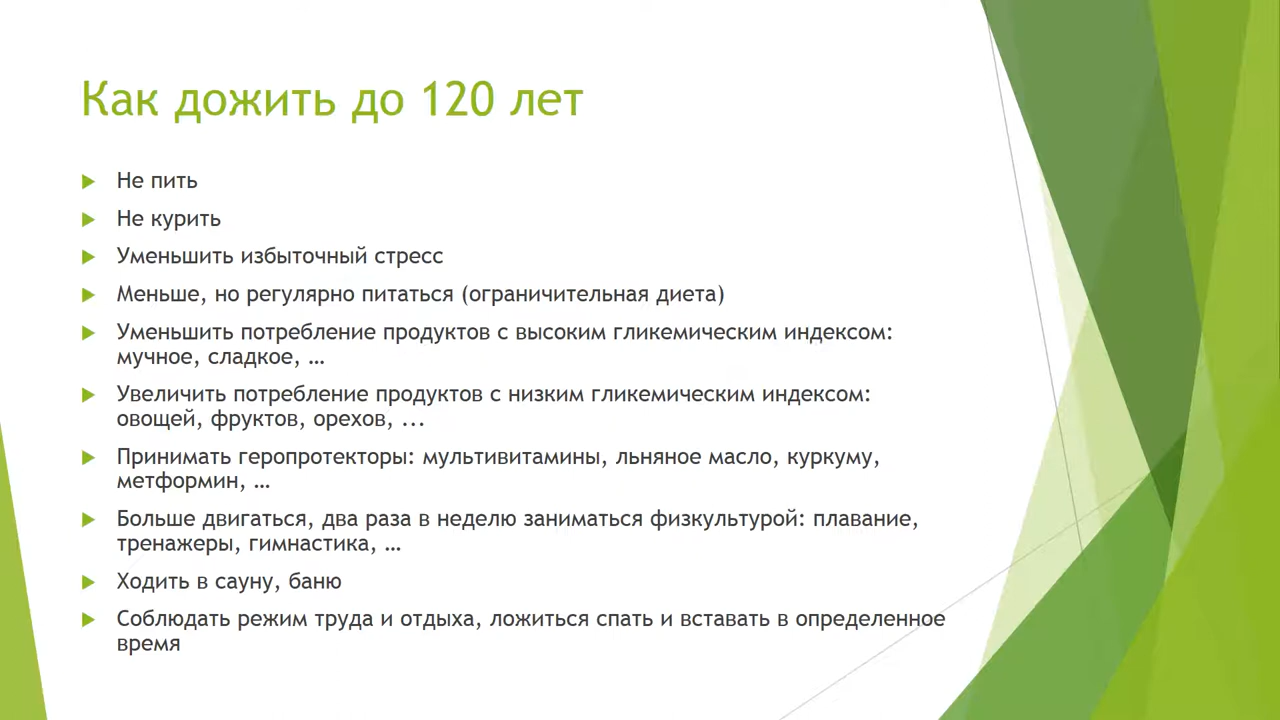 Как дожить до 120 лет
Не пить
Не курить
Уменьшить избыточный стресс
Меньше, но регулярно питаться (ограничительная диета)
Уменьшить потребление продуктов с высоким гликемическим индексом:
мучное, сладкое, …
Увеличить потребление продуктов с низким гликемическим индексом:
овощей, фруктов, орехов, ...
Принимать геропротекторы: мультивитамины, льняное масло, куркуму,
метформин, …
Больше двигаться, два раза в неделю заниматься физкультурой: плавание,
тренажеры, гимнастика, …
Ходить в сауну, баню
Соблюдать режим труда и отдыха, ложиться спать и вставать в определенное
время